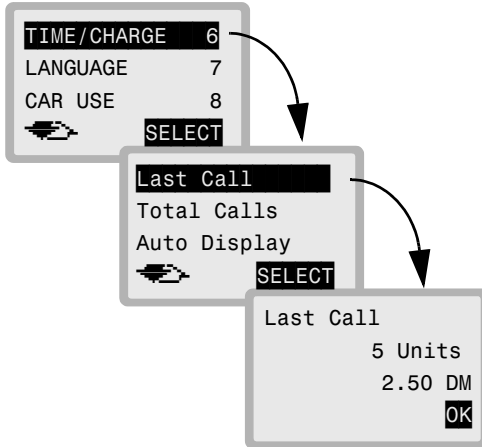 TIME/CHARGE 6
LANGUAGE 7
CAR USE 8
SELECT
Last Call
Total Calls
Auto Display
SELECT
Last Call
5 Units
2.50 DM
OK